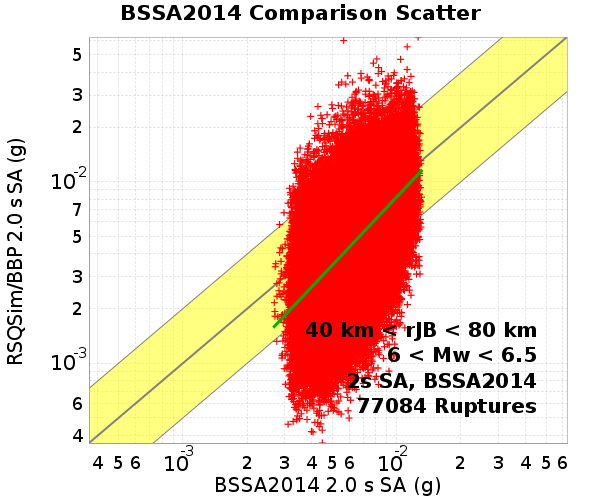 BSSA2014 Comparison Scatter
RSQSim/BBP 2.0 s SA (g)
5
3
2
10-2
7
5
3
2
10-3
6
4
40 km < rJB < 80 km
6 < Mw < 6.5
2s SA, BSSA2014
77084 Ruptures
4 5 6 10-3 2 3 4 5 6 10-2 2 3 4 5 6
BSSA2014 2.0 s SA (g)